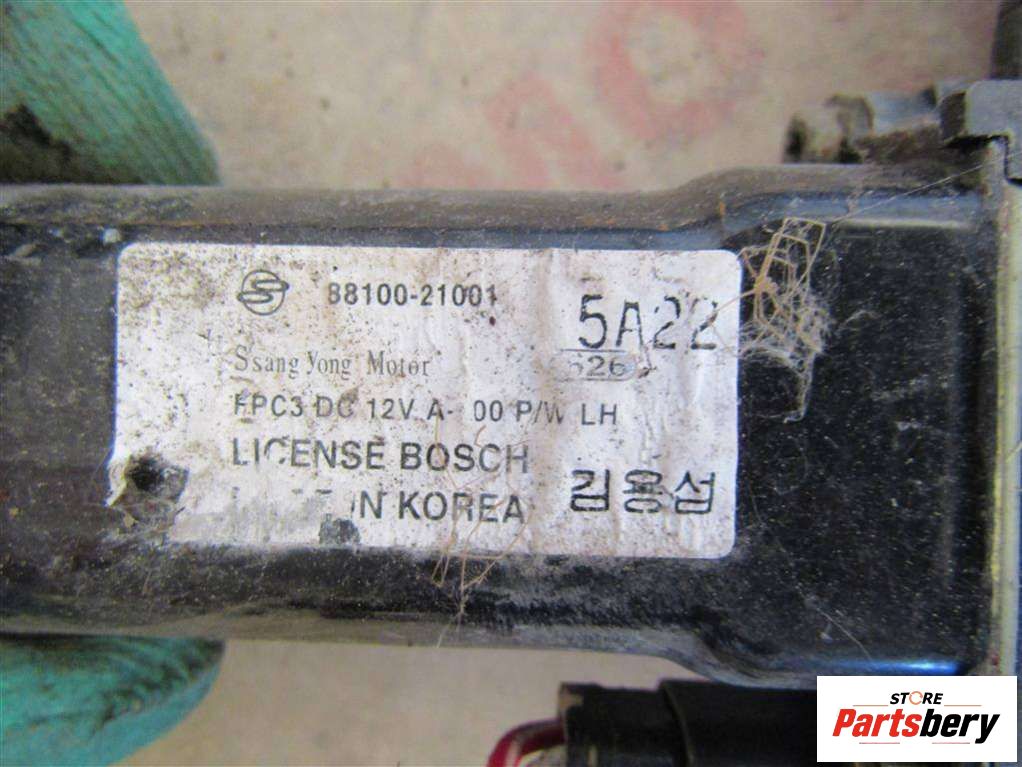 88100-21001
5A22
626
Ssang Yong Motor
FPC3 DC 12V A- 00 P/W LH
LICENSE BOSCH
IN KOREA
김용섭
STORE
Partsbery